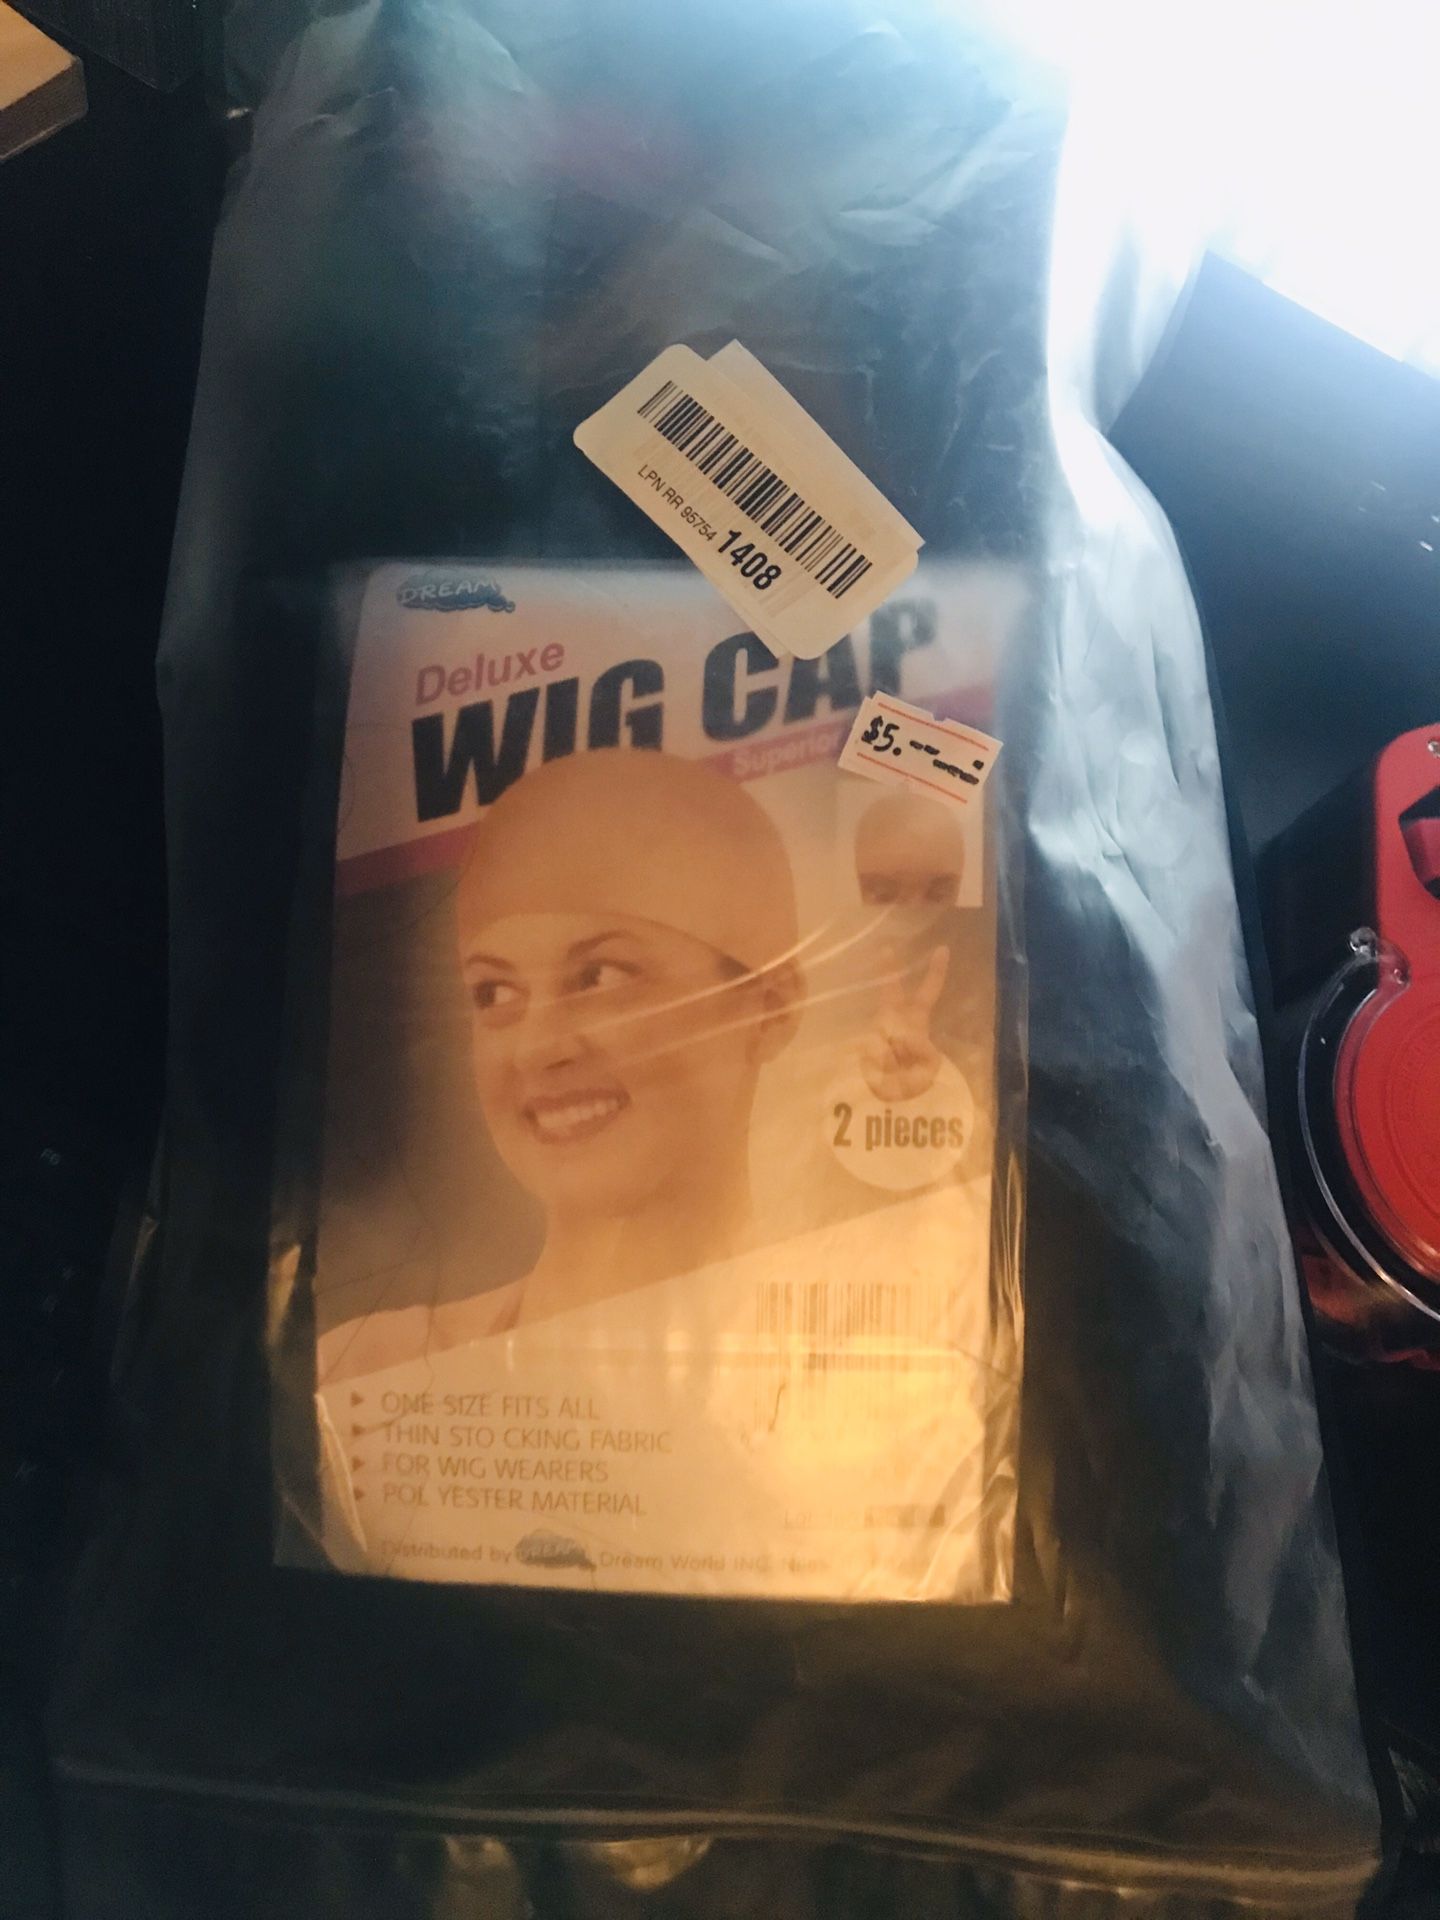 LPN RR 95754 1408
DREAM
Deluxe
WIG CAP
$5.
2 pieces
ONE SIZE FITS ALL
THIN STO CKING FABRIC
FOR WIG WEARERS
POL YESTER MATERIAL
Distributed by Dream World INC.
F6